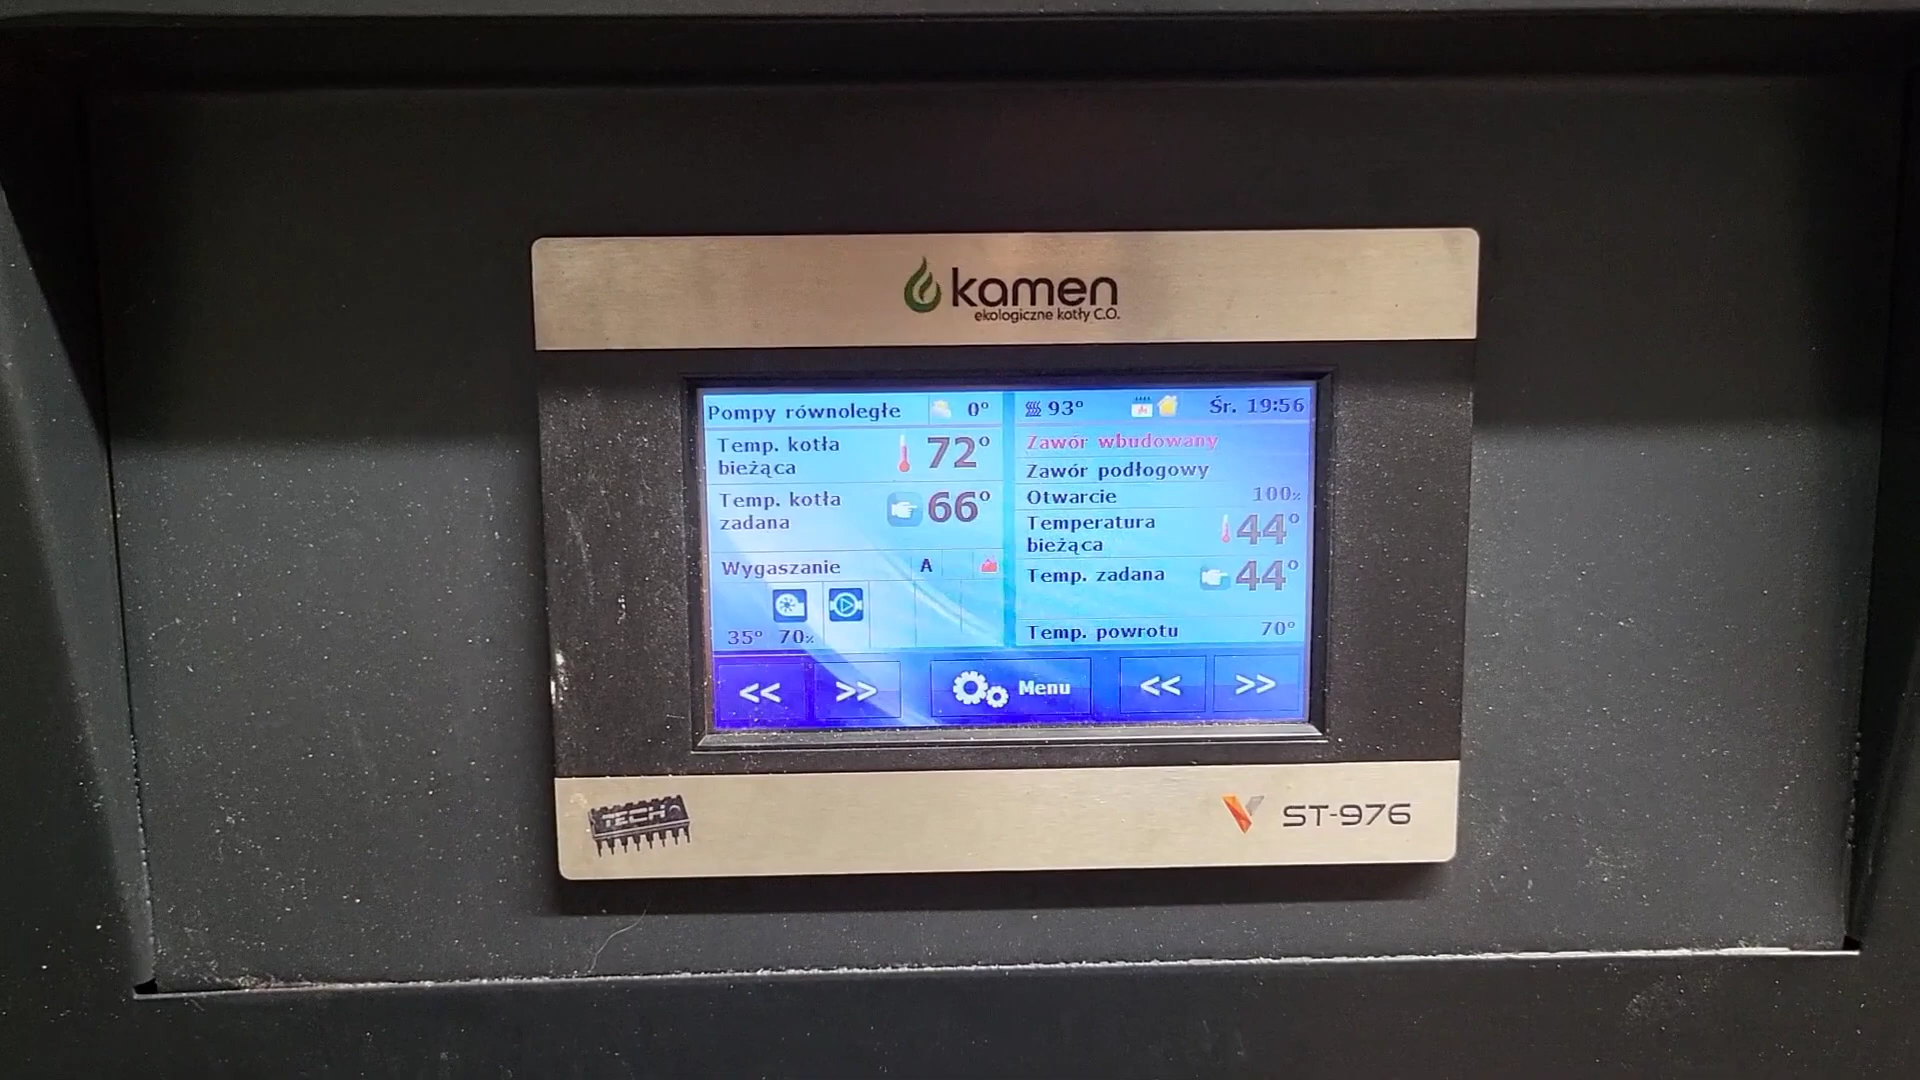 kamen
ekologiczne kotły C.O.
Pompy równoległe 0°
Temp. kotła
bieżąca
72°
Temp. kotła
zadana
66°
Wygaszanie A
35° 70%
93° Śr. 19:56
Zawór wbudowany
Zawór podłogowy
Otwarcie 100%
Temperatura
bieżąca
44°
Temp. zadana 44°
Temp. powrotu 70°
<< >> Menu << >>
TECH
ST-976